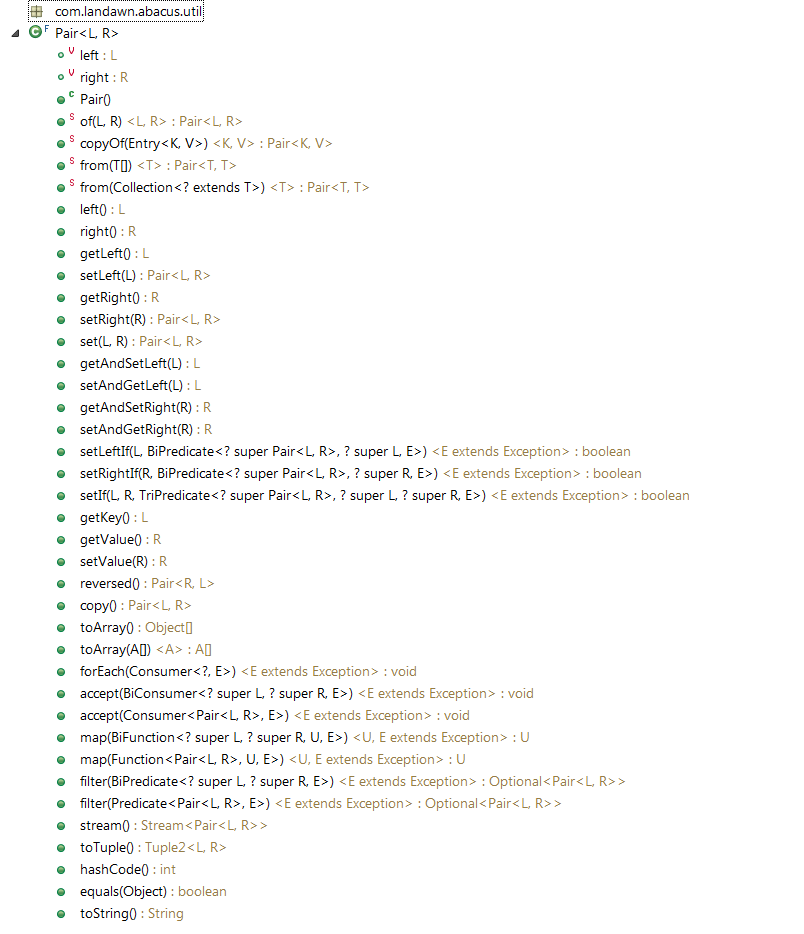 com.landawn.abacus.util
C F Pair<L, R>
V left : L
V right : R
C Pair()
S of(L, R) <L, R> : Pair<L, R>
S copyOf(Entry<K, V>) <K, V> : Pair<K, V>
S from(T[]) <T> : Pair<T, T>
S from(Collection<? extends T>) <T> : Pair<T, T>
left() : L
right() : R
getLeft() : L
setLeft(L) : Pair<L, R>
getRight() : R
setRight(R) : Pair<L, R>
set(L, R) : Pair<L, R>
getAndSetLeft(L) : L
setAndGetLeft(L) : L
getAndSetRight(R) : R
setAndGetRight(R) : R
setLeftIf(L, BiPredicate<? super Pair<L, R>, ? super L, E>) <E extends Exception> : boolean
setRightIf(R, BiPredicate<? super Pair<L, R>, ? super R, E>) <E extends Exception> : boolean
setIf(L, R, TriPredicate<? super Pair<L, R>, ? super L, ? super R, E>) <E extends Exception> : boolean
getKey() : L
getValue() : R
setValue(R) : R
reversed() : Pair<R, L>
copy() : Pair<L, R>
toArray() : Object[]
toArray(A[]) <A> : A[]
forEach(Consumer<?, E>) <E extends Exception> : void
accept(BiConsumer<? super L, ? super R, E>) <E extends Exception> : void
accept(Consumer<Pair<L, R>, E>) <E extends Exception> : void
map(BiFunction<? super L, ? super R, U, E>) <U, E extends Exception> : U
map(Function<Pair<L, R>, U, E>) <U, E extends Exception> : U
filter(BiPredicate<? super L, ? super R, E>) <E extends Exception> : Optional<Pair<L, R>>
filter(Predicate<Pair<L, R>, E>) <E extends Exception> : Optional<Pair<L, R>>
stream() : Stream<Pair<L, R>>
toTuple() : Tuple2<L, R>
hashCode() : int
equals(Object) : boolean
toString() : String